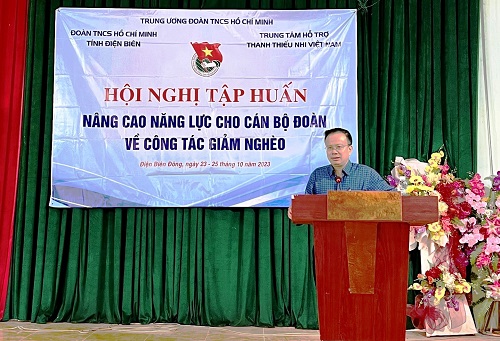 TRUNG ƯƠNG ĐOÀN TNCS HỒ CHÍ MINH
ĐOÀN TNCS HỒ CHÍ MINH
TỈNH ĐIỆN BIÊN
TRUNG TÂM HỖ TRỢ
THANH THIẾU NHI VIỆT NAM
HỘI NGHỊ TẬP HUẤN
NÂNG CAO NĂNG LỰC CHO CÁN BỘ ĐOÀN
VỀ CÔNG TÁC GIẢM NGHÈO
Điện Biên Đông, ngày 23 - 25 tháng 10 năm 2023